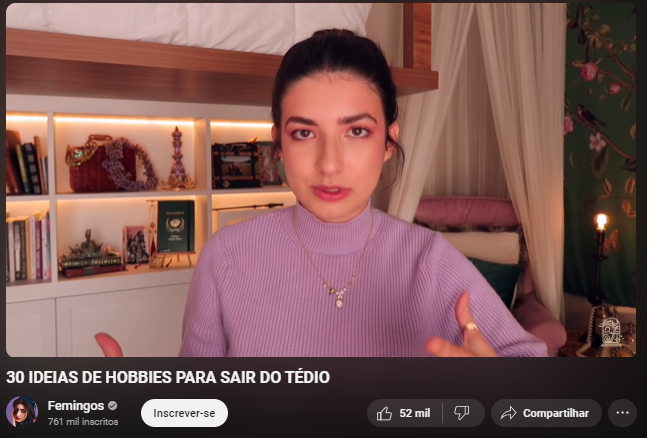 30 IDEIAS DE HOBBIES PARA SAIR DO TÉDIO
Femingos
761 mil inscritos
Inscrever-se
52 mil
Compartilhar